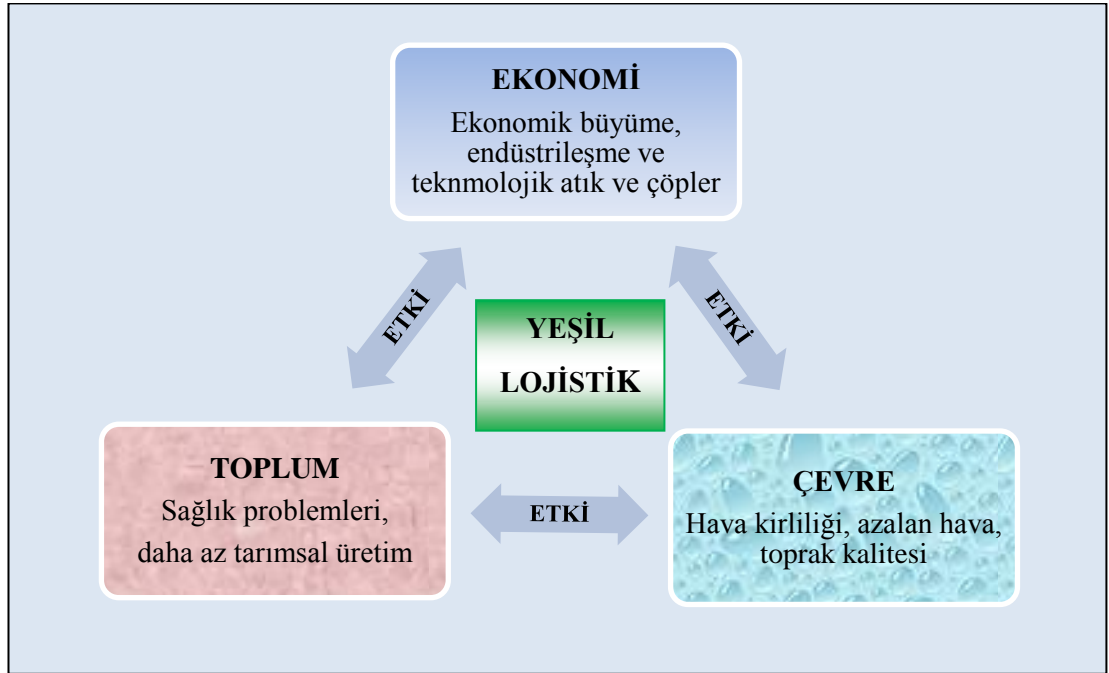 EKONOMİ
Ekonomik büyüme,
endüstrileşme ve
teknmolojik atık ve çöpler
ETKİ
ETKİ
YEŞİL
LOJİSTİK
TOPLUM
Sağlık problemleri,
daha az tarımsal üretim
ETKİ
ÇEVRE
Hava kirliliği, azalan hava,
toprak kalitesi